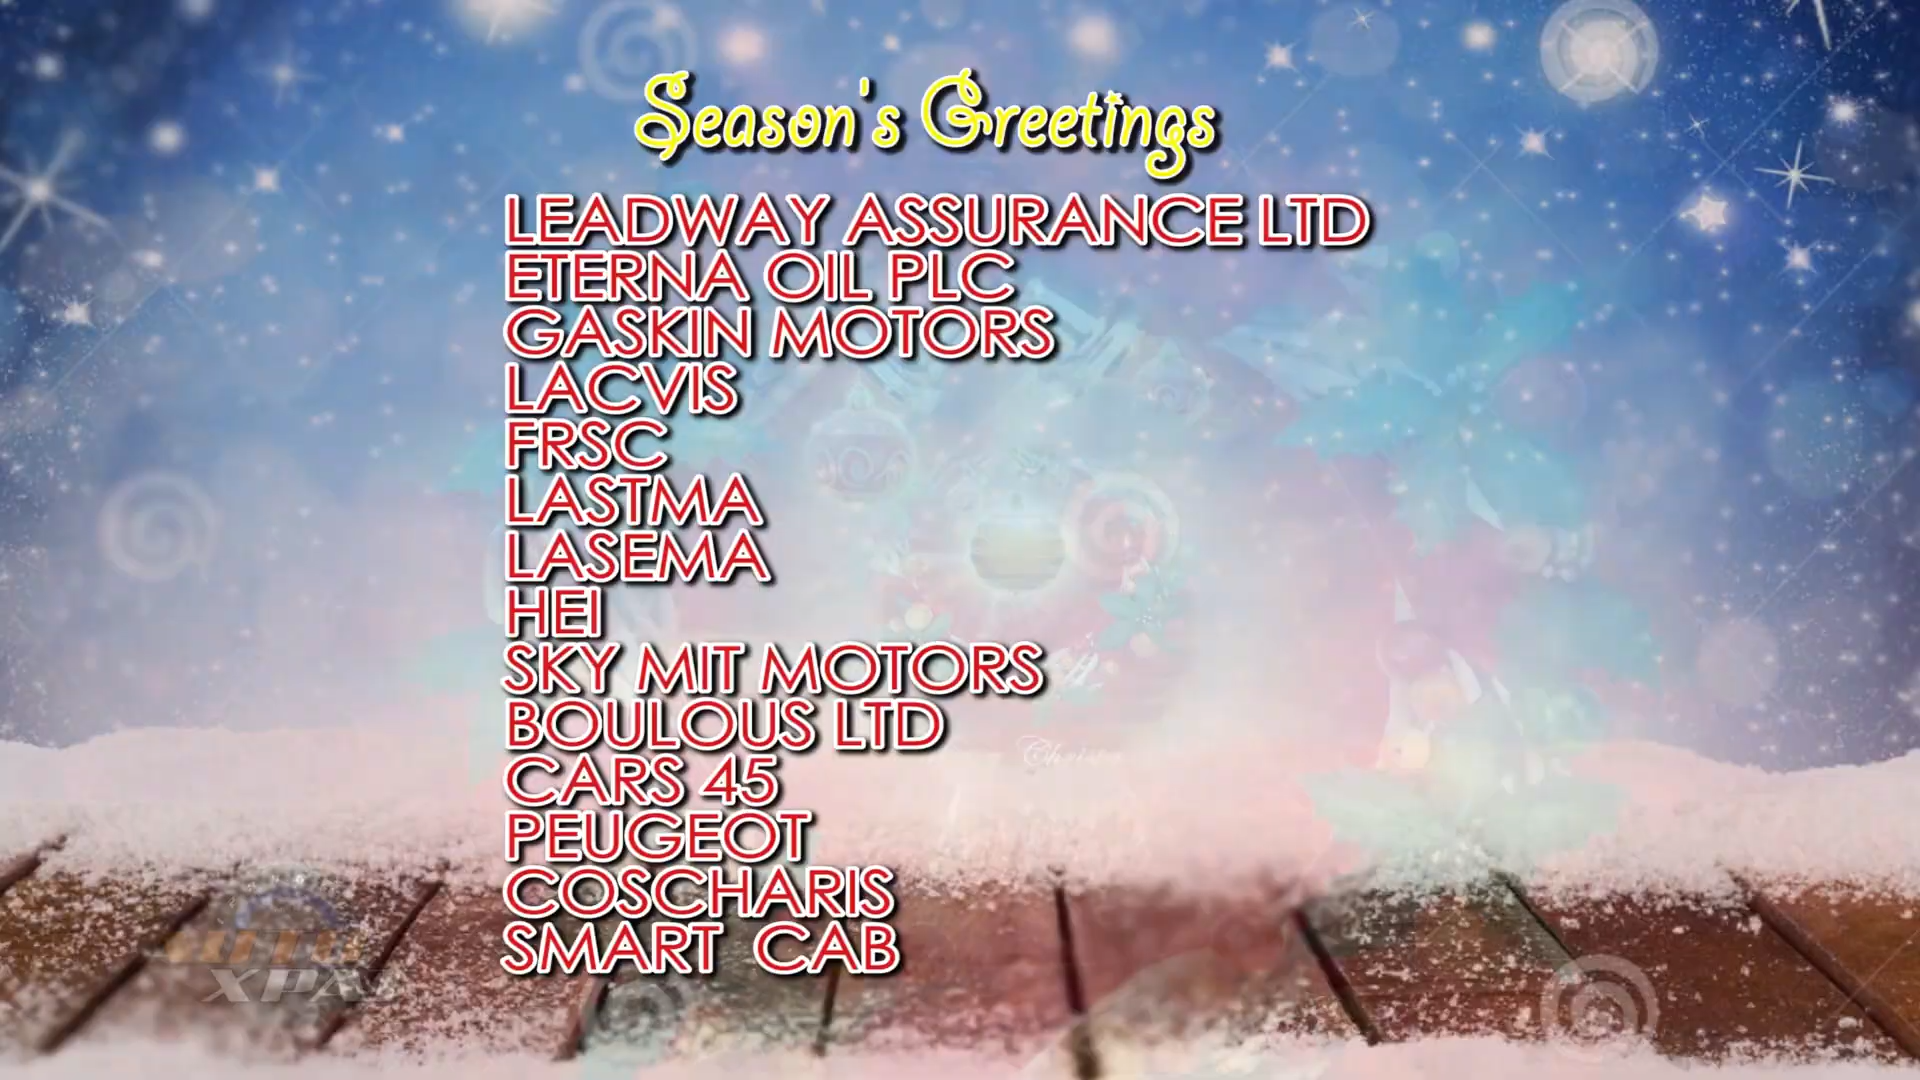 Season's Greetings
LEADWAY ASSURANCE LTD
ETERNA OIL PLC
GASKIN MOTORS
LACVIS
FRSC
LASTMA
LASEMA
HEI
SKY MIT MOTORS
BOULOUS LTD
CARS 45
PEUGEOT
COSCHARIS
SMART CAB